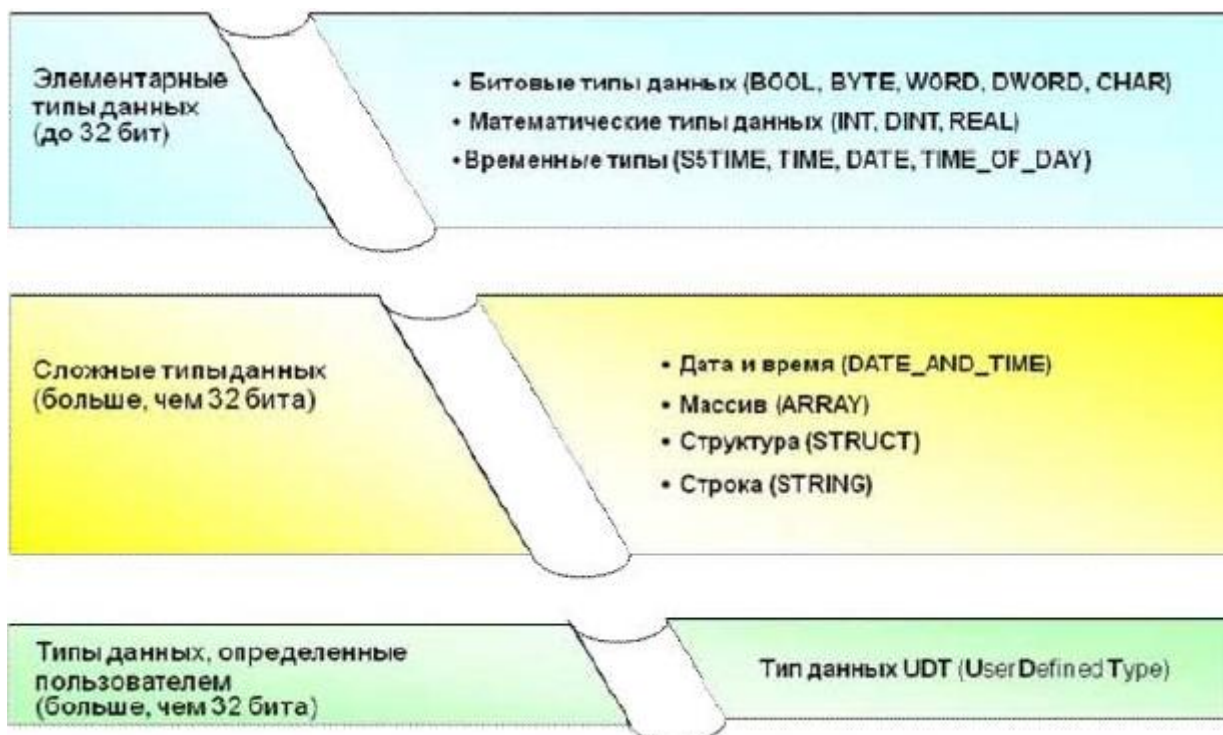 Элементарные
типы данных
(до 32 бит)
• Битовые типы данных (BOOL, BYTE, WORD, DWORD, CHAR)
• Математические типы данных (INT, DINT, REAL)
• Временные типы (S5TIME, TIME, DATE, TIME_OF_DAY)
Сложные типы данных
(больше, чем 32 бита)
• Дата и время (DATE_AND_TIME)
• Массив (ARRAY)
• Структура (STRUCT)
• Строка (STRING)
Типы данных, определенные
пользователем
(больше, чем 32 бита)
Тип данных UDT (User Defined Type)